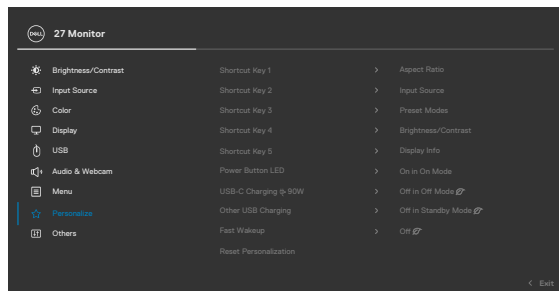 DELL 27 Monitor
Brightness/Contrast Shortcut Key 1 > Aspect Ratio
Input Source Shortcut Key 2 > Input Source
Color Shortcut Key 3 > Preset Modes
Display Shortcut Key 4 > Brightness/Contrast
USB Shortcut Key 5 > Display Info
Audio & Webcam Power Button LED > On in On Mode
Menu USB-C Charging 90W > Off in Off Mode
Personalize Other USB Charging > Off in Standby Mode
Others Fast Wakeup > Off
Reset Personalization
< Exit